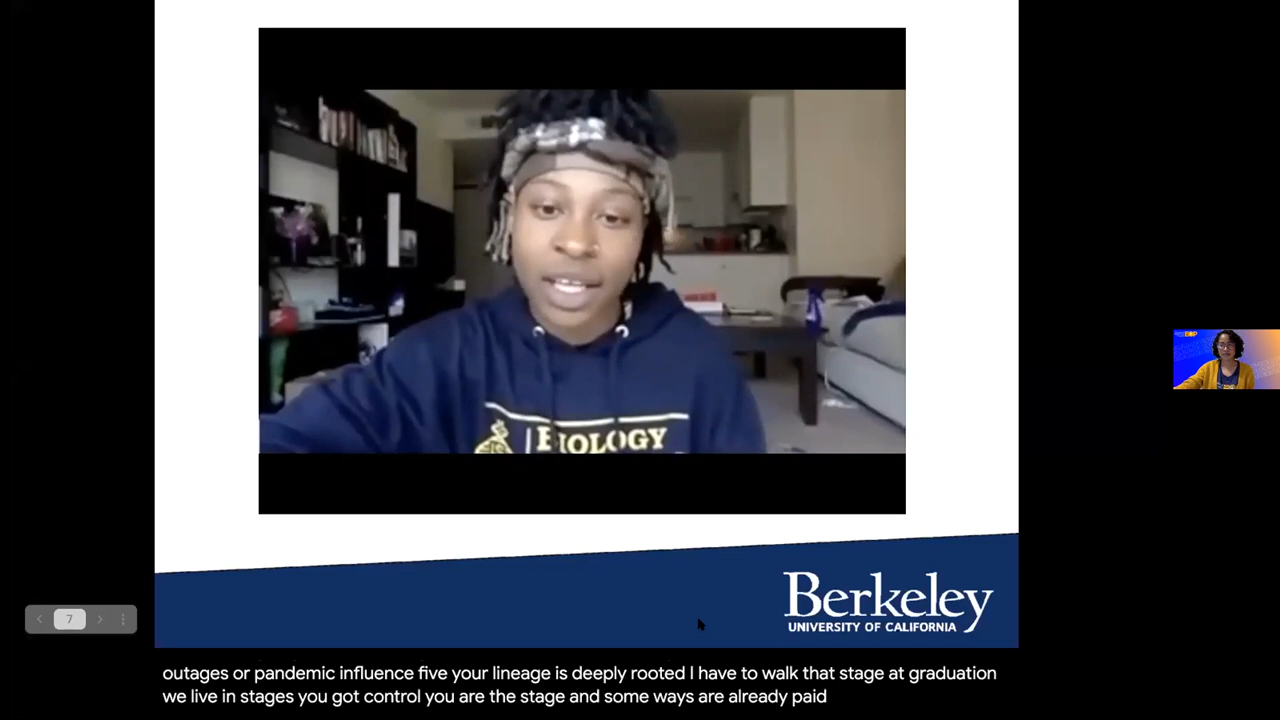 BIOLOGY
EOP
7
Berkeley
UNIVERSITY OF CALIFORNIA
outages or pandemic influence five your lineage is deeply rooted I have to walk that stage at graduation
we live in stages you got control you are the stage and some ways are already paid